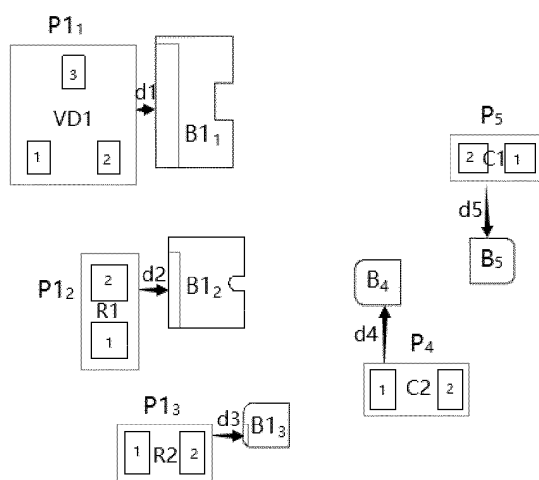 P1₁
3
d1
VD1
B1₁
1
2
P₅
2
C1
1
d5
B₅
P1₂
2
R1
1
d2
B1₂
B₄
d4
P₄
1
C2
2
P1₃
d3
B1₃
1
R2
2